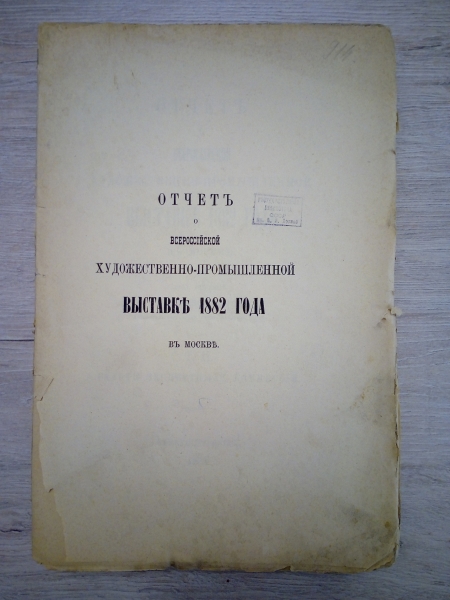 ОТЧЕТЪ
О
ВСЕРОССІЙСКОЙ
ХУДОЖЕСТВЕННО-ПРОМЫШЛЕННОЙ
ВЫСТАВКѢ 1882 ГОДА
ВЪ МОСКВѢ.